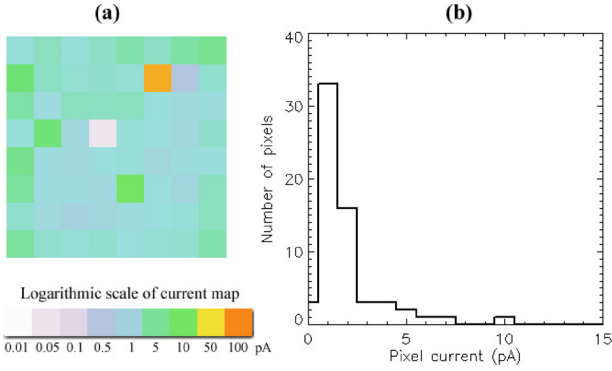 (a)
(b)
Logarithmic scale of current map
0.01 0.05 0.1 0.5 1 5 10 50 100 pA
Number of pixels
40
30
20
10
0
0 5 10 15
Pixel current (pA)